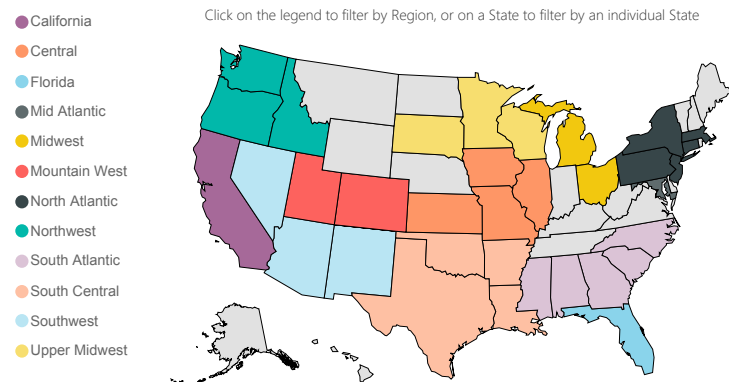 Click on the legend to filter by Region, or on a State to filter by an individual State
California
Central
Florida
Mid Atlantic
Midwest
Mountain West
North Atlantic
Northwest
South Atlantic
South Central
Southwest
Upper Midwest